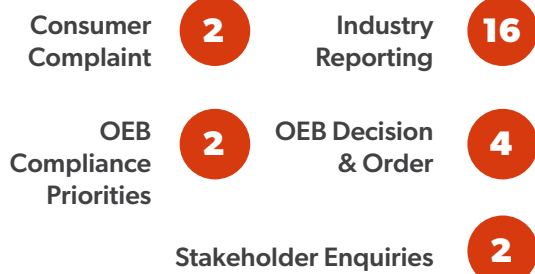 Consumer
Complaint
2
Industry
Reporting
16
OEB
Compliance
Priorities
2
OEB Decision
& Order
4
Stakeholder Enquiries
2